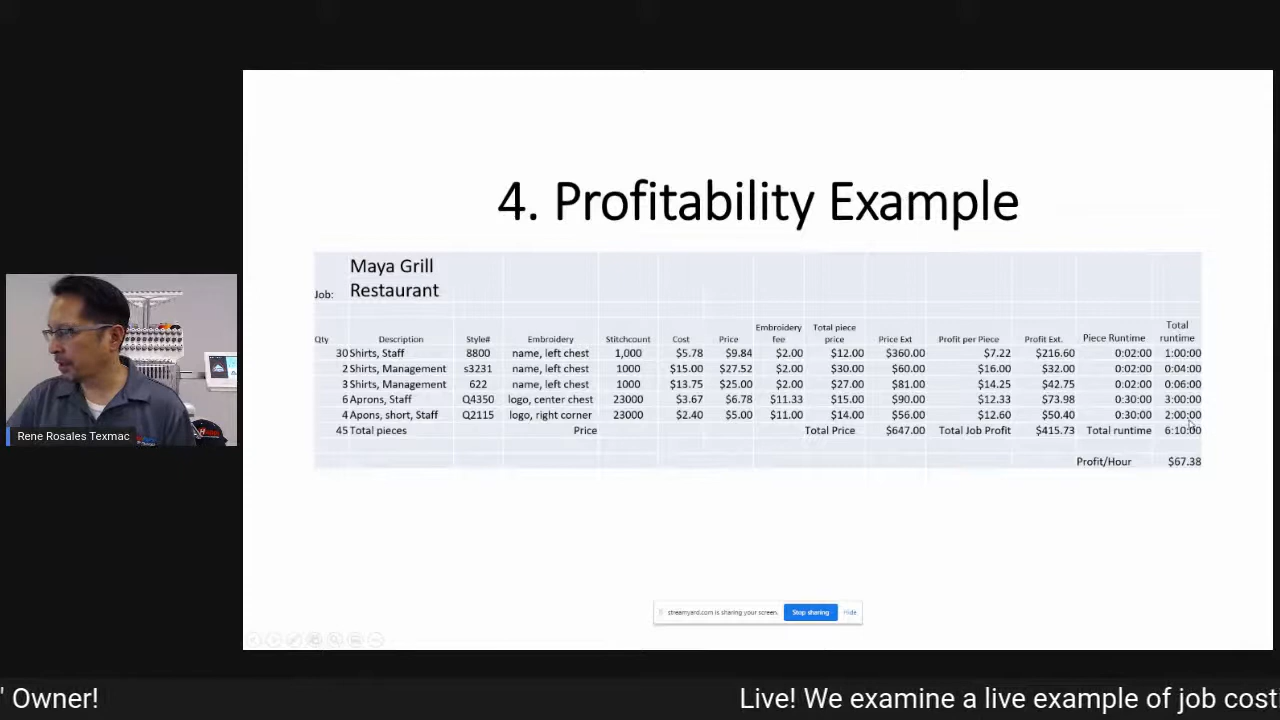 4. Profitability Example
Maya Grill
Job: Restaurant
Qty Description Style# Embroidery Stitchcount Cost Price Embroidery fee Total piece price Price Ext Profit per Piece Profit Ext. Piece Runtime Total runtime
30 Shirts, Staff 8800 name, left chest 1,000 $5.78 $9.84 $2.00 $12.00 $360.00 $7.22 $216.60 0:02:00 1:00:00
2 Shirts, Management s3231 name, left chest 1000 $15.00 $27.52 $2.00 $30.00 $60.00 $16.00 $32.00 0:02:00 0:04:00
3 Shirts, Management 622 name, left chest 1000 $13.75 $25.00 $2.00 $27.00 $81.00 $14.25 $42.75 0:02:00 0:06:00
6 Aprons, Staff Q4350 logo, center chest 23000 $3.67 $6.78 $11.33 $15.00 $90.00 $12.33 $73.98 0:30:00 3:00:00
4 Apons, short, Staff Q2115 logo, right corner 23000 $2.40 $5.00 $11.00 $14.00 $56.00 $12.60 $50.40 0:30:00 2:00:00
45 Total pieces Price Total Price $647.00 Total Job Profit $415.73 Total runtime 6:10:00
Profit/Hour $67.38
Rene Rosales Texmac
streamyard.com is sharing your screen. Stop sharing Hide
' Owner! Live! We examine a live example of job cost